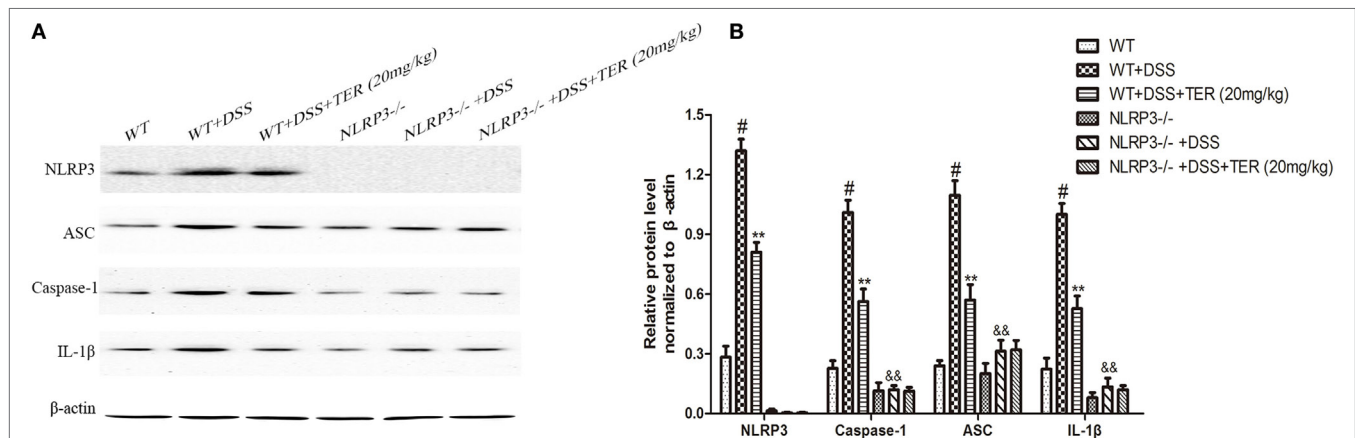 A
WT
WT+DSS
WT+DSS+TER (20mg/kg)
NLRP3-/-
NLRP3-/- +DSS
NLRP3-/- +DSS+TER (20mg/kg)
NLRP3
ASC
Caspase-1
IL-1β
β-actin
B
WT
WT+DSS
WT+DSS+TER (20mg/kg)
NLRP3-/-
NLRP3-/- +DSS
NLRP3-/- +DSS+TER (20mg/kg)
Relative protein level
normalized to β -actin
1.5
1.2
0.9
0.6
0.3
0.0
#
**
#
**
&&
#
**
&&
#
**
&&
NLRP3
Caspase-1
ASC
IL-1β